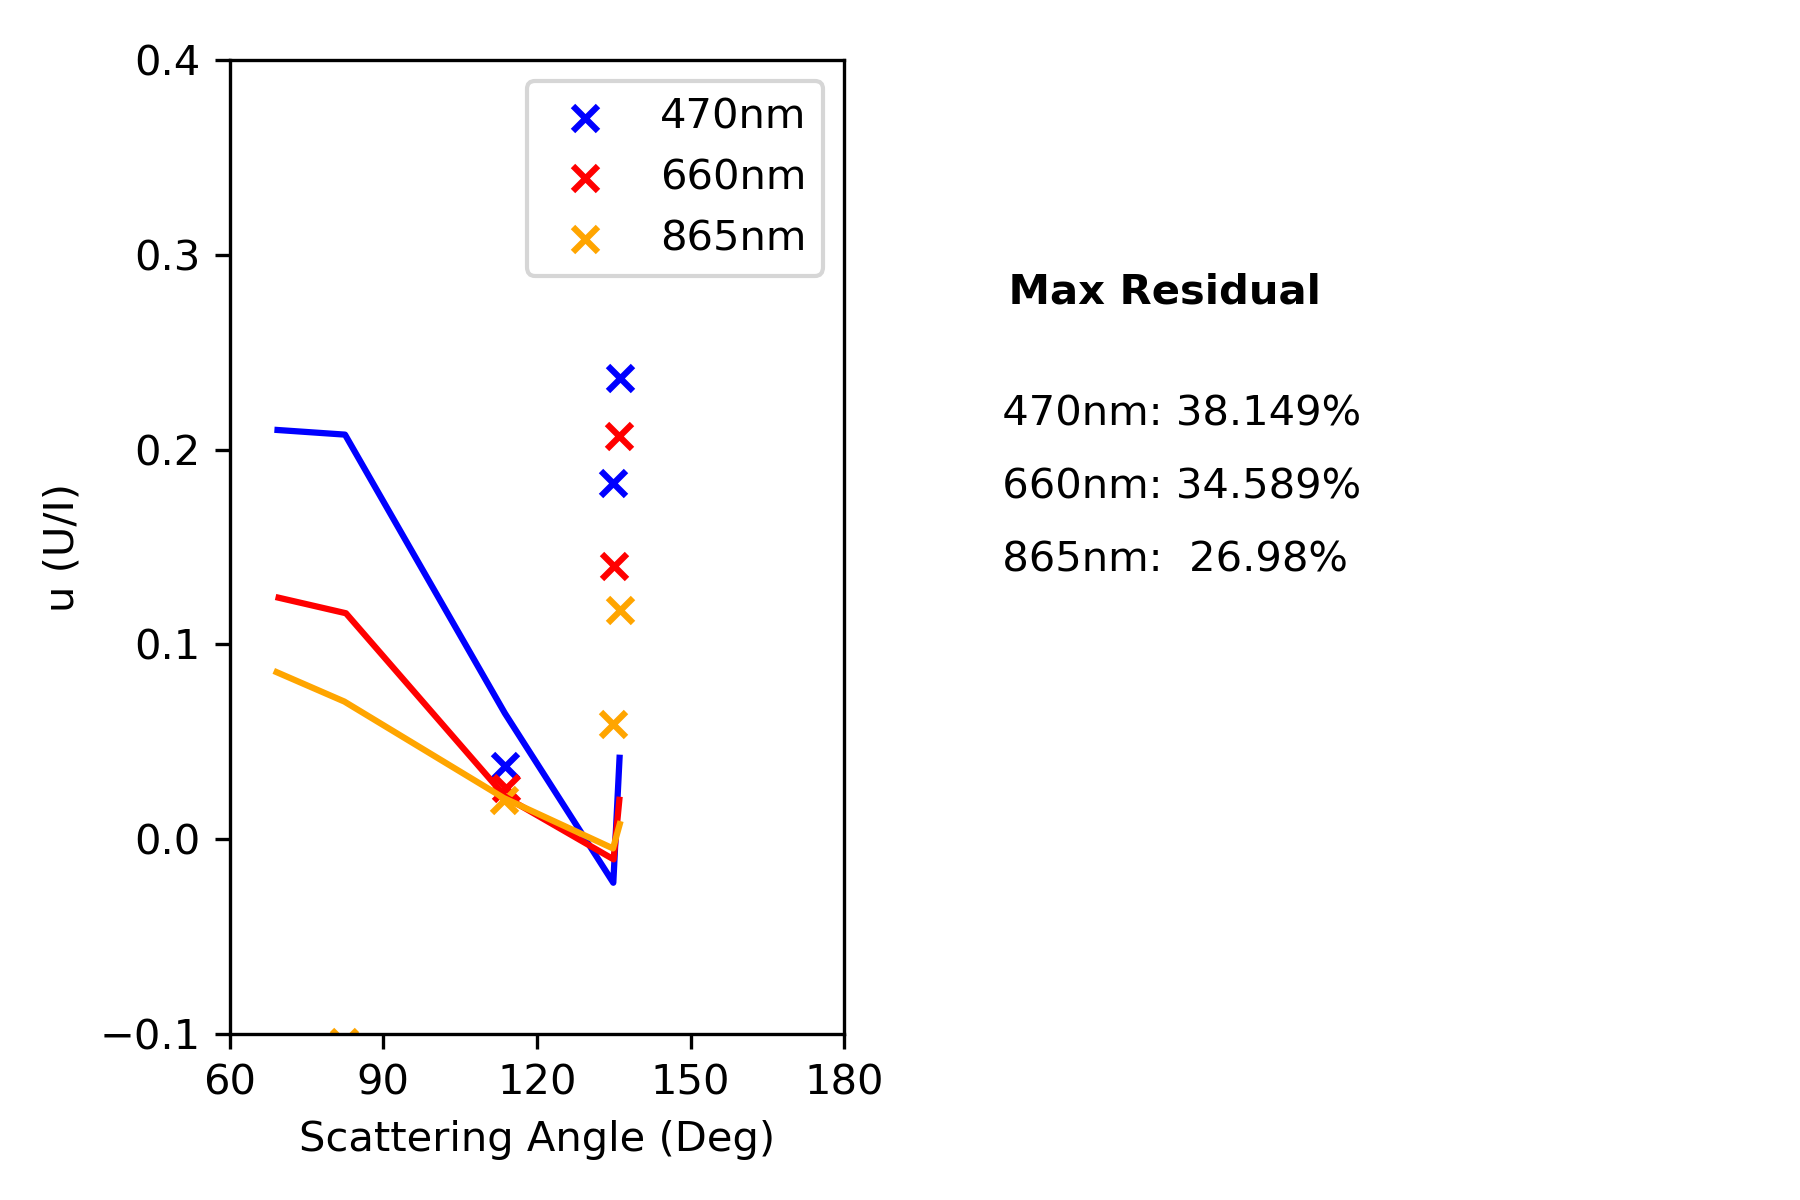 0.4
0.3
0.2
0.1
0.0
−0.1
u (U/I)
60 90 120 150 180
Scattering Angle (Deg)
470nm
660nm
865nm
Max Residual
470nm: 38.149%
660nm: 34.589%
865nm: 26.98%